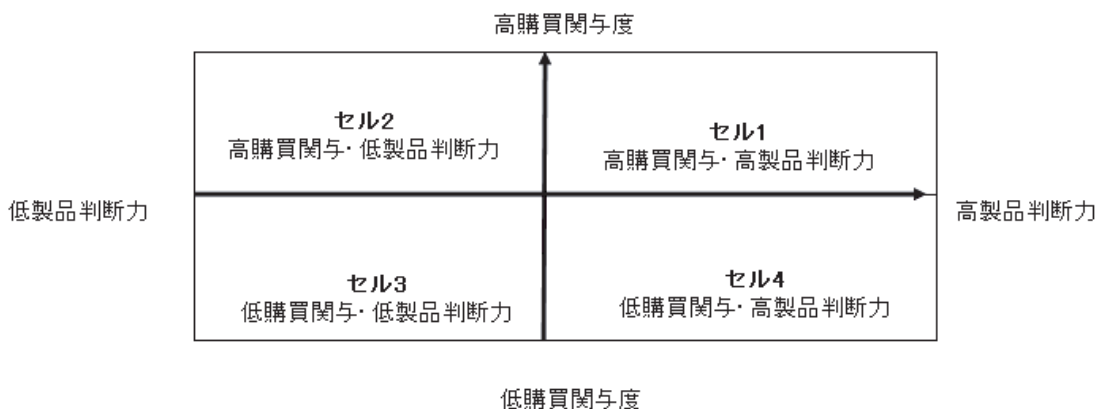 高購買関与度
セル2
高購買関与・低製品判断力
セル1
高購買関与・高製品判断力
低製品判断力
高製品判断力
セル3
低購買関与・低製品判断力
セル4
低購買関与・高製品判断力
低購買関与度